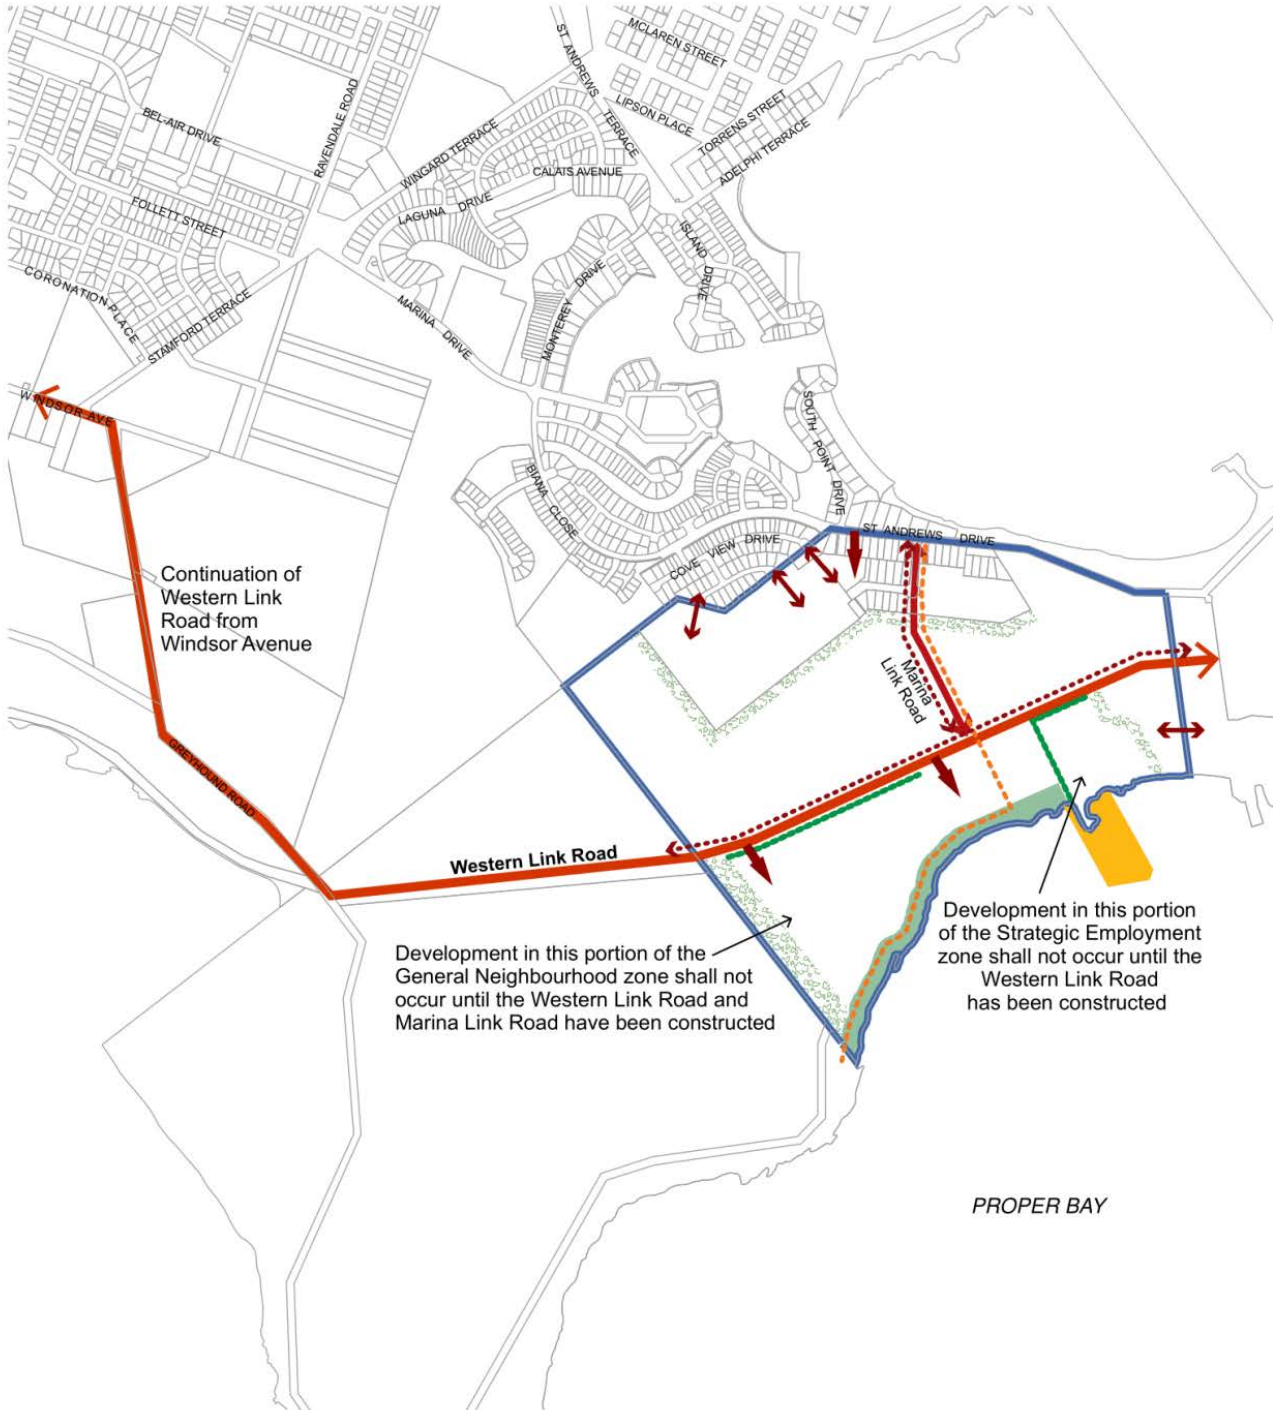 MCLAREN STREET
ST ANDREWS TERRACE
LIPSON PLACE
TORRENS STREET
ADELPHI TERRACE
BEL-AIR DRIVE
RAVENDALE ROAD
WINGARD TERRACE
CALAIS AVENUE
LAGUNA DRIVE
FOLLETT STREET
ISLAND DRIVE
CORONATION PLACE
STAMFORD TERRACE
MARINA DRIVE
MONTEREY DRIVE
WINDSOR AVE
SOUTH POINT DRIVE
BIANA CLOSE
COVE VIEW DRIVE
ST ANDREWS DRIVE
Continuation of
Western Link
Road from
Windsor Avenue
Marina
Link Road
GREYHOUND ROAD
Western Link Road
Development in this portion of the
General Neighbourhood zone shall not
occur until the Western Link Road and
Marina Link Road have been constructed
Development in this portion
of the Strategic Employment
zone shall not occur until the
Western Link Road
has been constructed
PROPER BAY